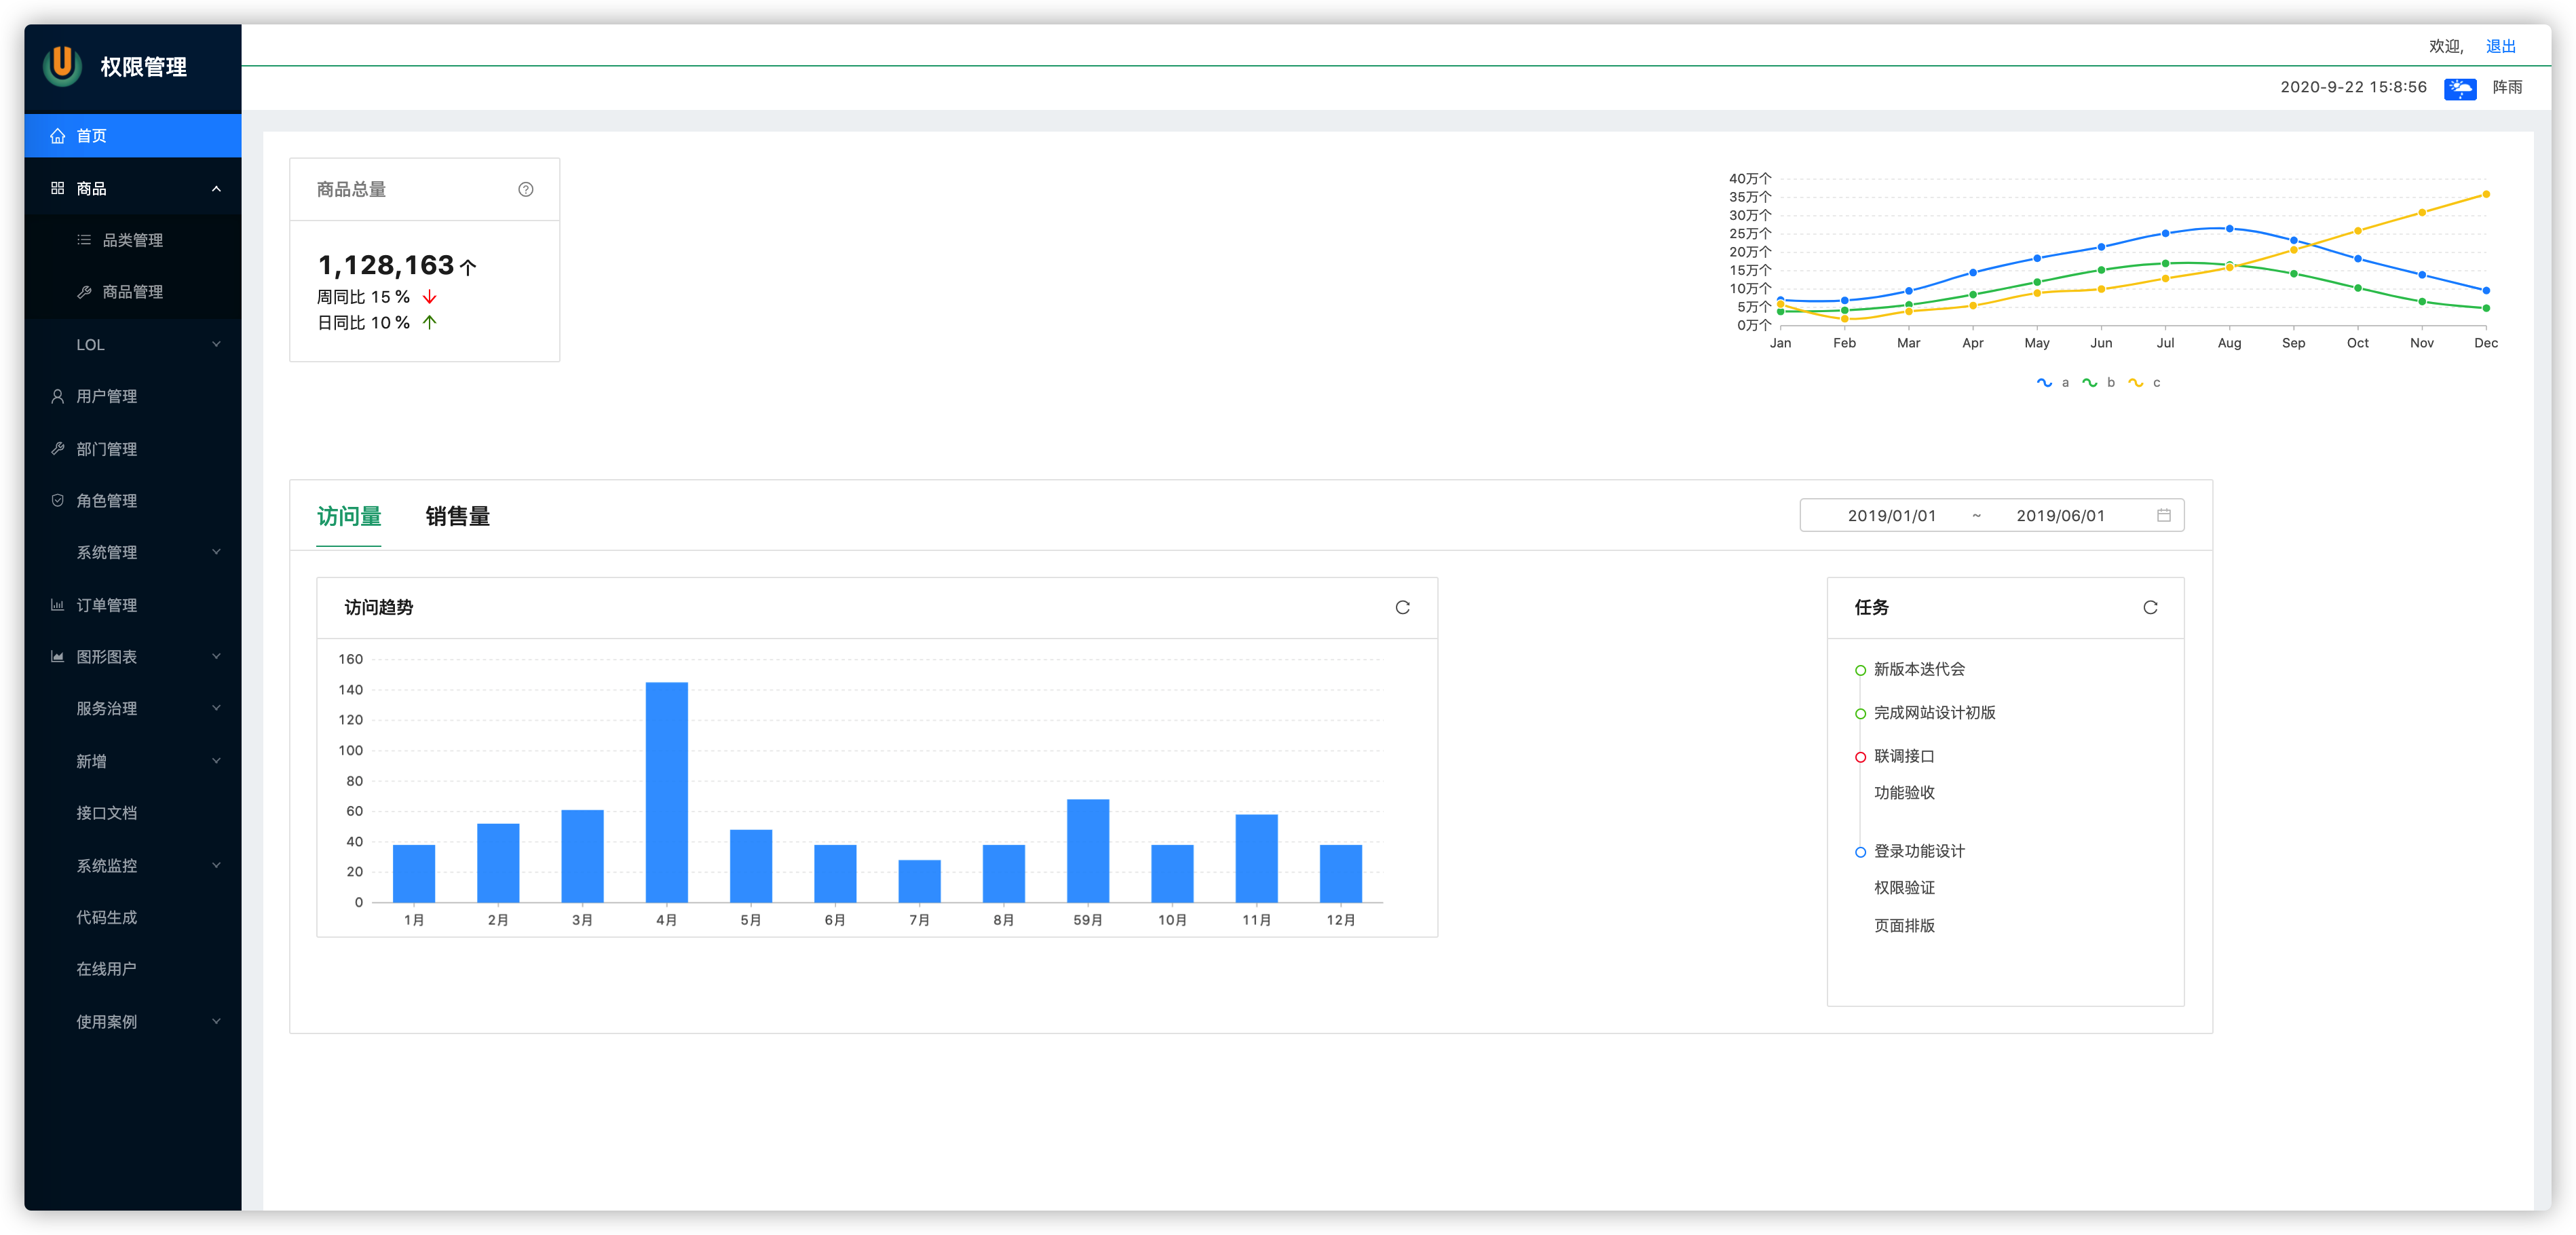 权限管理
欢迎, 退出
2020-9-22 15:8:56 阵雨
首页
商品
品类管理
商品管理
LOL
用户管理
部门管理
角色管理
系统管理
订单管理
图形图表
服务治理
新增
接口文档
系统监控
代码生成
在线用户
使用案例
商品总量
1,128,163个
周同比 15 %
日同比 10 %
40万个
35万个
30万个
25万个
20万个
15万个
10万个
5万个
0万个
Jan Feb Mar Apr May Jun Jul Aug Sep Oct Nov Dec
a b c
访问量 销售量
2019/01/01 ~ 2019/06/01
访问趋势
160
140
120
100
80
60
40
20
0
1月 2月 3月 4月 5月 6月 7月 8月 59月 10月 11月 12月
任务
新版本迭代会
完成网站设计初版
联调接口
功能验收
登录功能设计
权限验证
页面排版